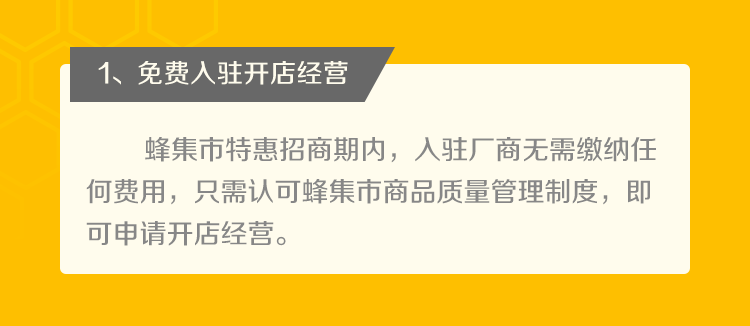 1、免费入驻开店经营
蜂集市特惠招商期内，入驻厂商无需缴纳任
何费用，只需认可蜂集市商品质量管理制度，即
可申请开店经营。